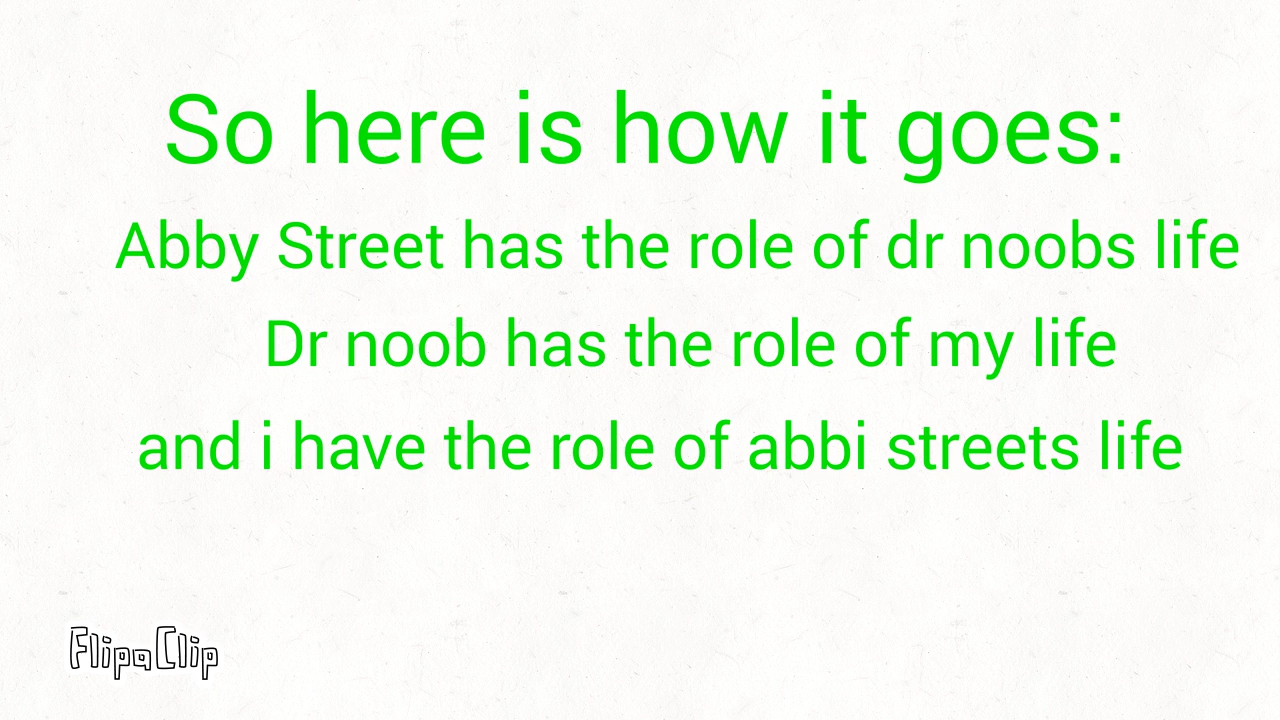 So here is how it goes:
Abby Street has the role of dr noobs life
Dr noob has the role of my life
and i have the role of abbi streets life
FlipaClip